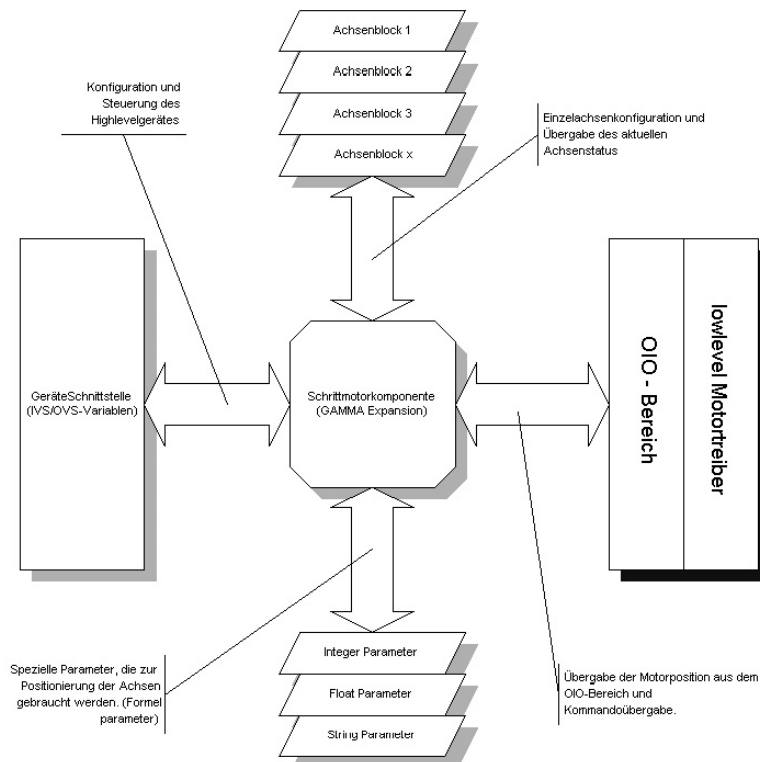 Achsenblock 1
Achsenblock 2
Achsenblock 3
Achsenblock x
Konfiguration und
Steuerung des
Highlevelgerätes
Einzelachsenkonfiguration und
Übergabe des aktuellen
Achsenstatus
GeräteSchnittstelle
(IVS/OVS-Variablen)
Schrittmotorkomponente
(GAMMA Expansion)
OIO - Bereich
lowlevel Motortreiber
Spezielle Parameter, die zur
Positionierung der Achsen
gebraucht werden. (Formel
parameter)
Integer Parameter
Float Parameter
String Parameter
Übergabe der Motorposition aus dem
OIO-Bereich und
Kommandoübergabe.